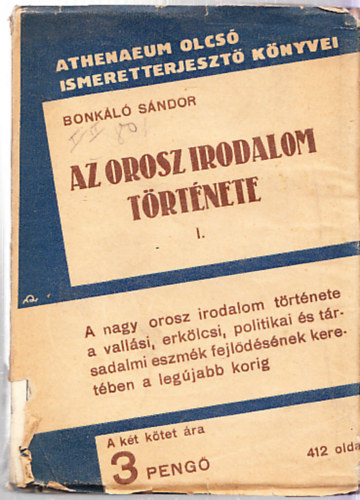 ATHENAEUM OLCSÓ
ISMERETTERJESZTŐ KÖNYVEI
BONKÁLÓ SÁNDOR
AZ OROSZ IRODALOM
TÖRTÉNETE
I.
A nagy orosz irodalom története
a vallási, erkölcsi, politikai és tár-
sadalmi eszmék fejlődésének kere-
tében a legújabb korig
A két kötet ára
3 PENGŐ
412 olda